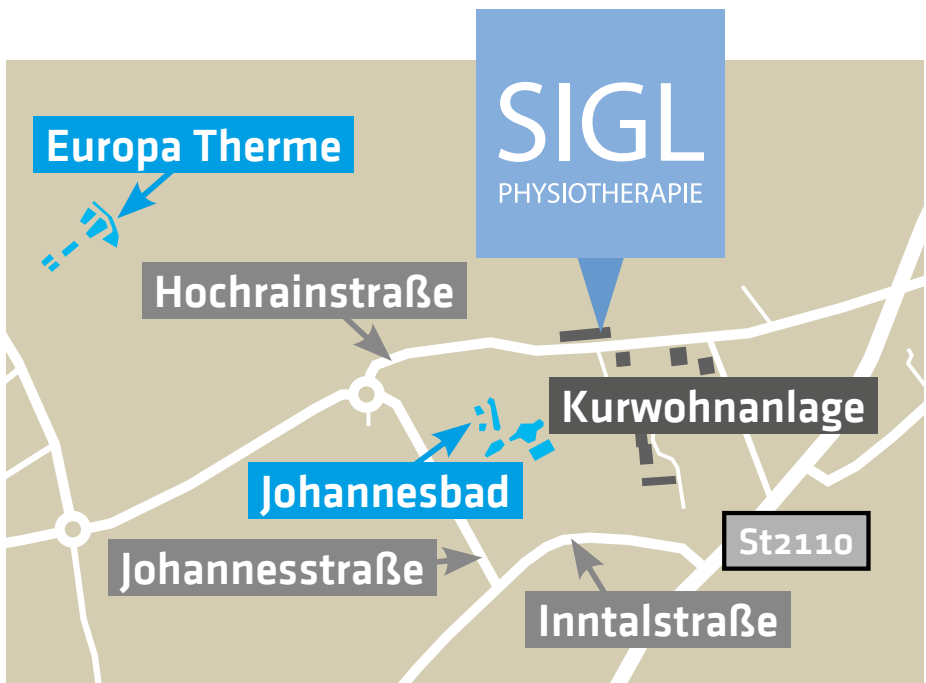 SIGL
PHYSIOTHERAPIE
Europa Therme
Hochrainstraße
Kurwohnanlage
Johannesbad
St2110
Johannesstraße
Inntalstraße